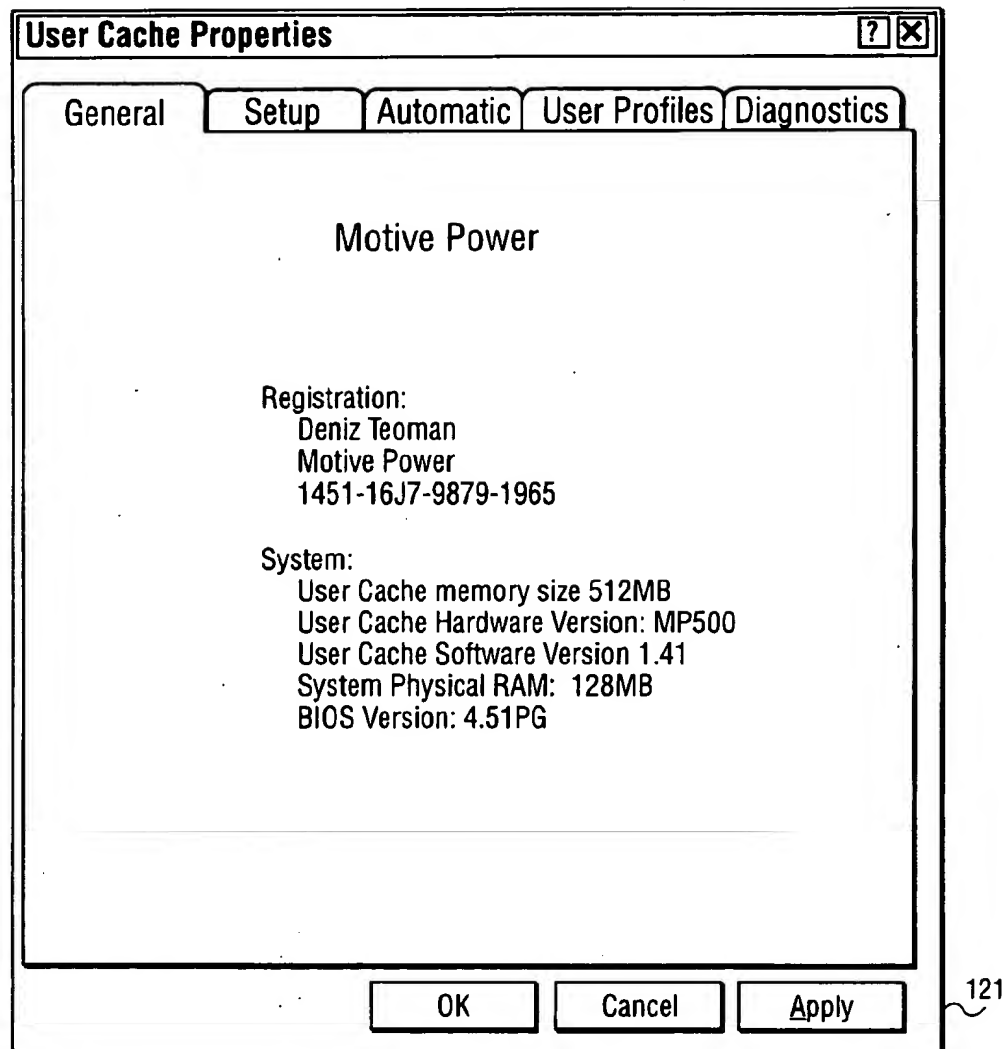 User Cache Properties ? X
General Setup Automatic User Profiles Diagnostics
Motive Power
Registration:
Deniz Teoman
Motive Power
1451-16J7-9879-1965
System:
User Cache memory size 512MB
User Cache Hardware Version: MP500
User Cache Software Version 1.41
System Physical RAM: 128MB
BIOS Version: 4.51PG
OK Cancel Apply
121